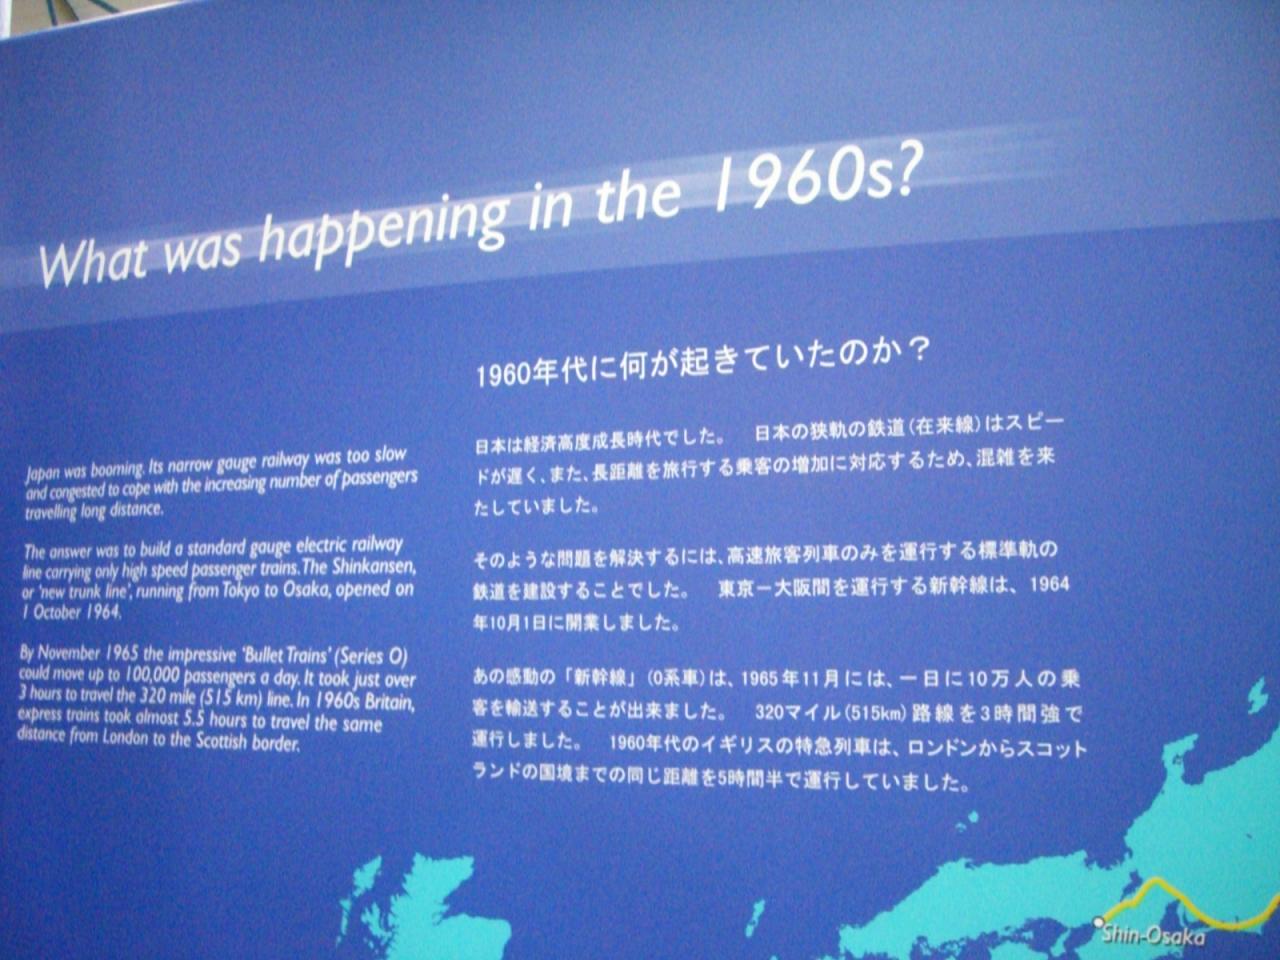 What was happening in the 1960s?
1960年代に何が起きていたのか？
Japan was booming. Its narrow gauge railway was too slow
and congested to cope with the increasing number of passengers
travelling long distance.
The answer was to build a standard gauge electric railway
line carrying only high speed passenger trains. The Shinkansen,
or 'new trunk line', running from Tokyo to Osaka, opened on
1 October 1964.
By November 1965 the impressive 'Bullet Trains' (Series O)
could move up to 100,000 passengers a day. It took just over
3 hours to travel the 320 mile (515 km) line. In 1960s Britain,
express trains took almost 5.5 hours to travel the same
distance from London to the Scottish border.
日本は経済高度成長時代でした。　日本の狭軌の鉄道(在来線)はスピー
ドが遅く、また、長距離を旅行する乗客の増加に対応するため、混雑を来
たしていました。
そのような問題を解決するには、高速旅客列車のみを運行する標準軌の
鉄道を建設することでした。　東京－大阪間を運行する新幹線は、1964
年10月1日に開業しました。
あの感動の「新幹線」(0系車)は、1965年11月には、一日に10万人の乗
客を輸送することが出来ました。　320マイル(515km)路線を3時間強で
運行しました。　1960年代のイギリスの特急列車は、ロンドンからスコット
ランドの国境までの同じ距離を5時間半で運行していました。
Shin-Osaka